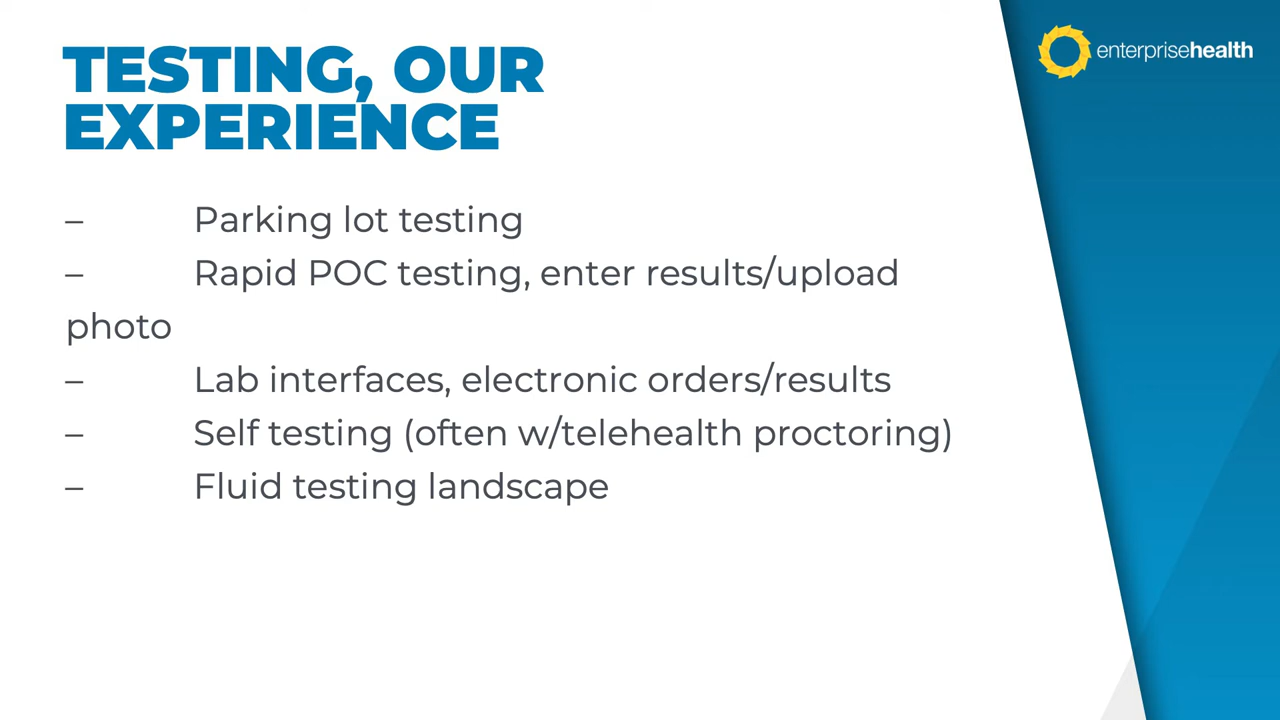 TESTING, OUR
EXPERIENCE
enterprisehealth
– Parking lot testing
– Rapid POC testing, enter results/upload
photo
– Lab interfaces, electronic orders/results
– Self testing (often w/telehealth proctoring)
– Fluid testing landscape